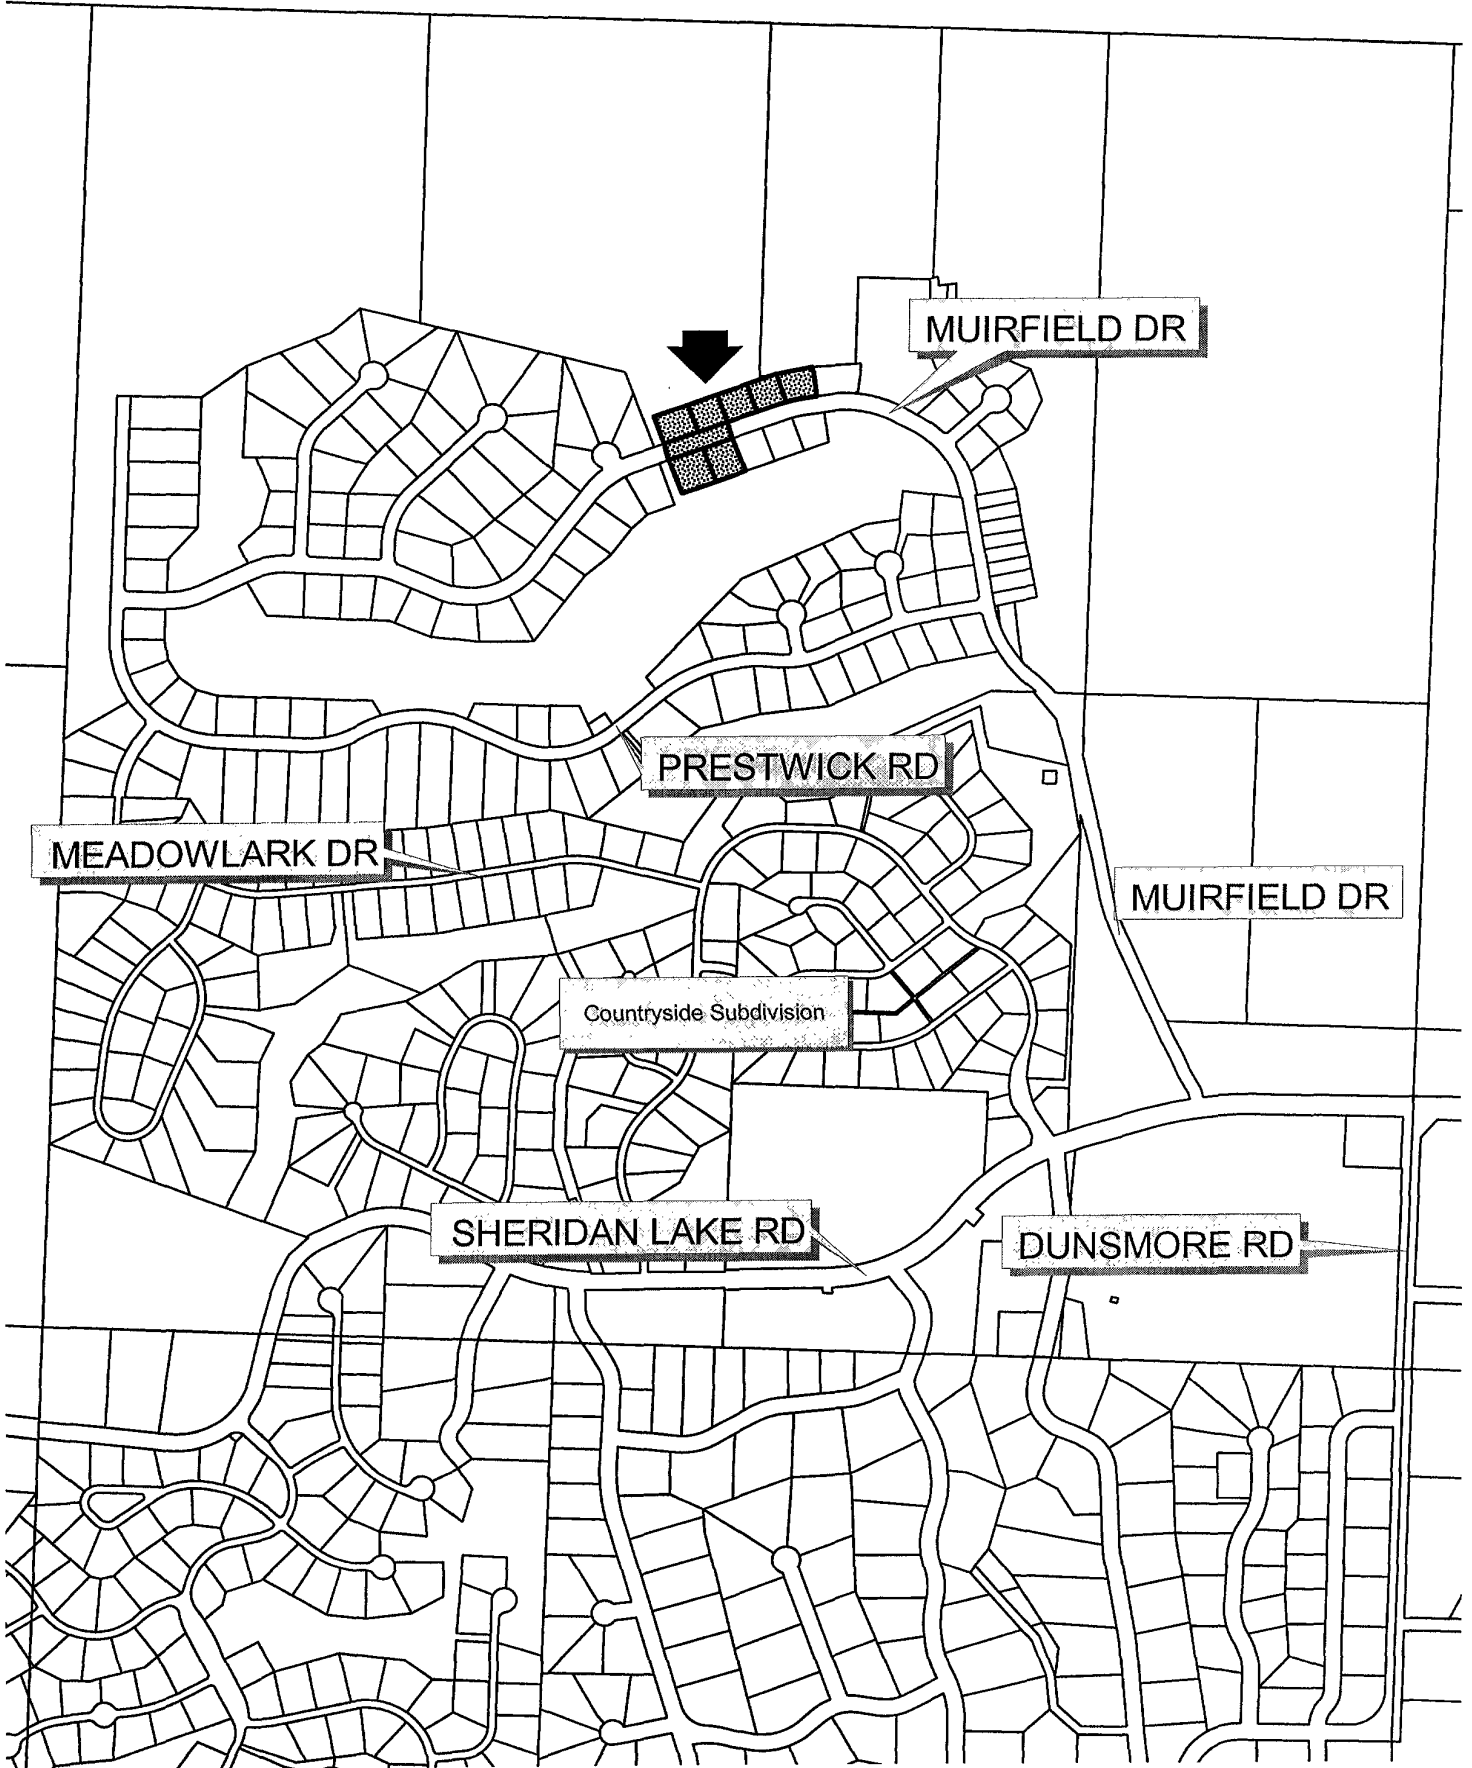 MUIRFIELD DR
PRESTWICK RD
MEADOWLARK DR
MUIRFIELD DR
Countryside Subdivision
SHERIDAN LAKE RD
DUNSMORE RD